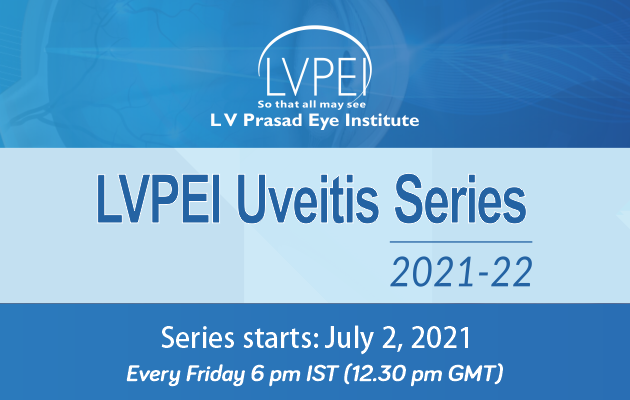 LVPEI
So that all may see
L V Prasad Eye Institute
LVPEI Uveitis Series
2021-22
Series starts: July 2, 2021
Every Friday 6 pm IST (12.30 pm GMT)